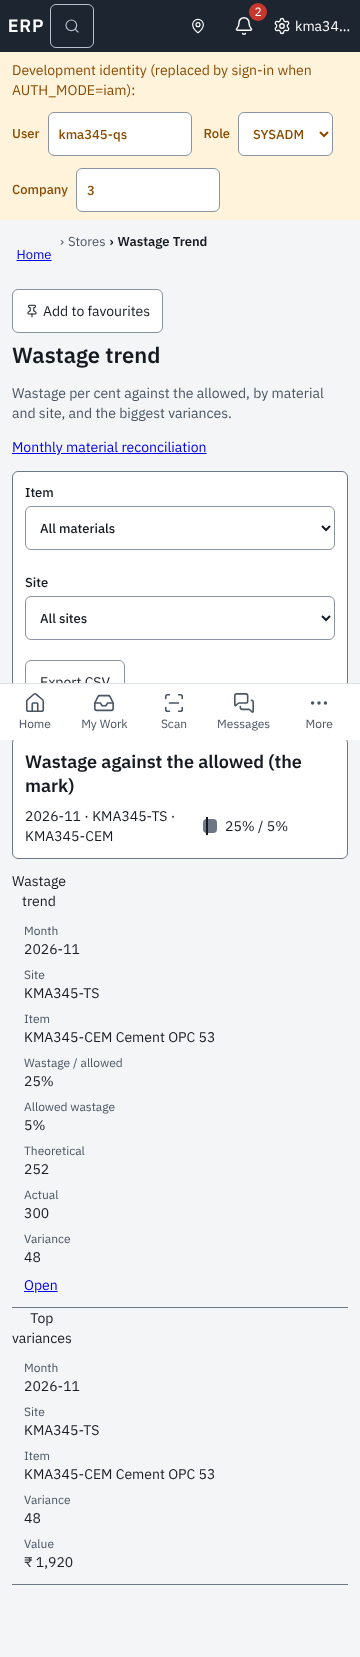 ERP
2
kma34...
Development identity (replaced by sign-in when
AUTH_MODE=iam):
User kma345-qs Role SYSADM
Company 3
Home › Stores › Wastage Trend
Add to favourites
Wastage trend
Wastage per cent against the allowed, by material
and site, and the biggest variances.
Monthly material reconciliation
Item
All materials
Site
All sites
Export CSV
Home My Work Scan Messages More
Wastage against the allowed (the
mark)
2026-11 · KMA345-TS ·
KMA345-CEM
25% / 5%
Wastage
trend
Month
2026-11
Site
KMA345-TS
Item
KMA345-CEM Cement OPC 53
Wastage / allowed
25%
Allowed wastage
5%
Theoretical
252
Actual
300
Variance
48
Open
Top
variances
Month
2026-11
Site
KMA345-TS
Item
KMA345-CEM Cement OPC 53
Variance
48
Value
₹ 1,920